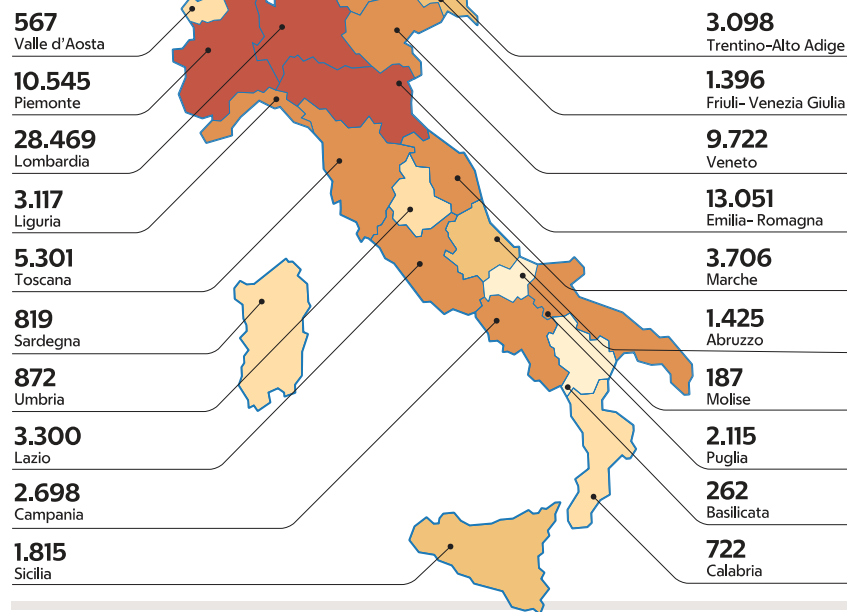 567
Valle d'Aosta
10.545
Piemonte
28.469
Lombardia
3.117
Liguria
5.301
Toscana
819
Sardegna
872
Umbria
3.300
Lazio
2.698
Campania
1.815
Sicilia
3.098
Trentino-Alto Adige
1.396
Friuli- Venezia Giulia
9.722
Veneto
13.051
Emilia- Romagna
3.706
Marche
1.425
Abruzzo
187
Molise
2.115
Puglia
262
Basilicata
722
Calabria